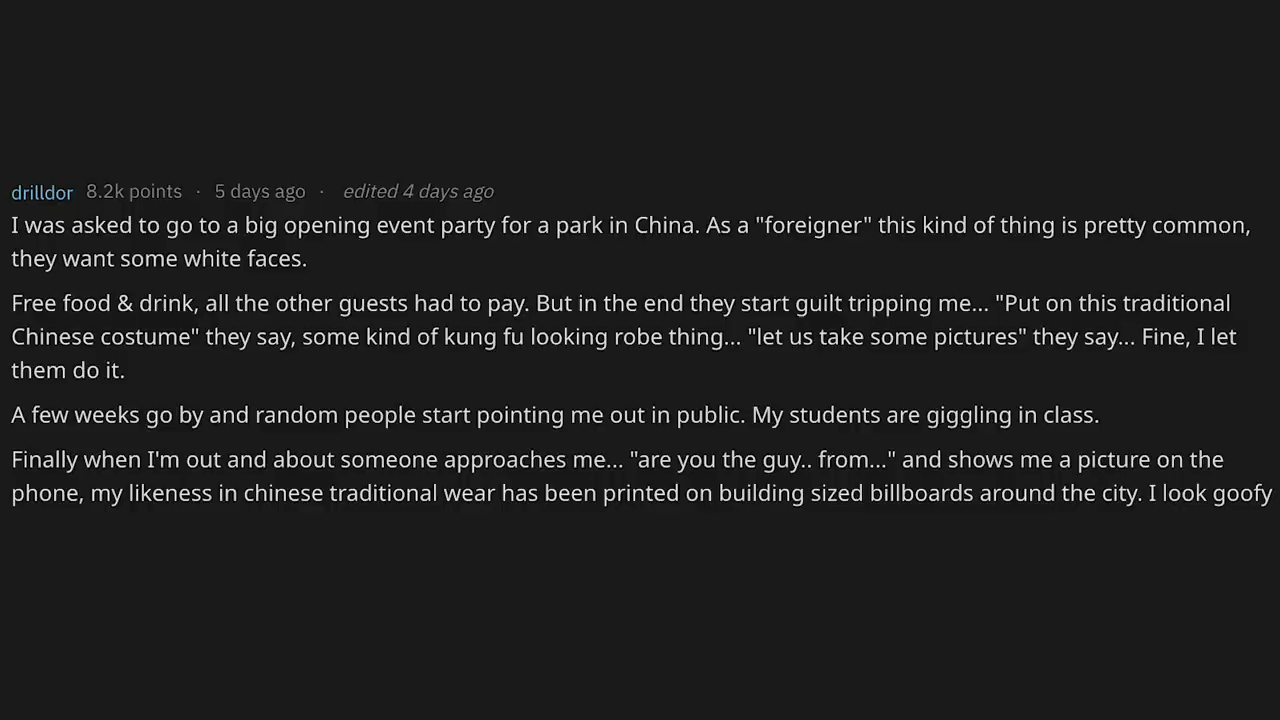 drilldor 8.2k points · 5 days ago · edited 4 days ago
I was asked to go to a big opening event party for a park in China. As a "foreigner" this kind of thing is pretty common,
they want some white faces.
Free food & drink, all the other guests had to pay. But in the end they start guilt tripping me... "Put on this traditional
Chinese costume" they say, some kind of kung fu looking robe thing... "let us take some pictures" they say... Fine, I let
them do it.
A few weeks go by and random people start pointing me out in public. My students are giggling in class.
Finally when I'm out and about someone approaches me... "are you the guy.. from..." and shows me a picture on the
phone, my likeness in chinese traditional wear has been printed on building sized billboards around the city. I look goofy